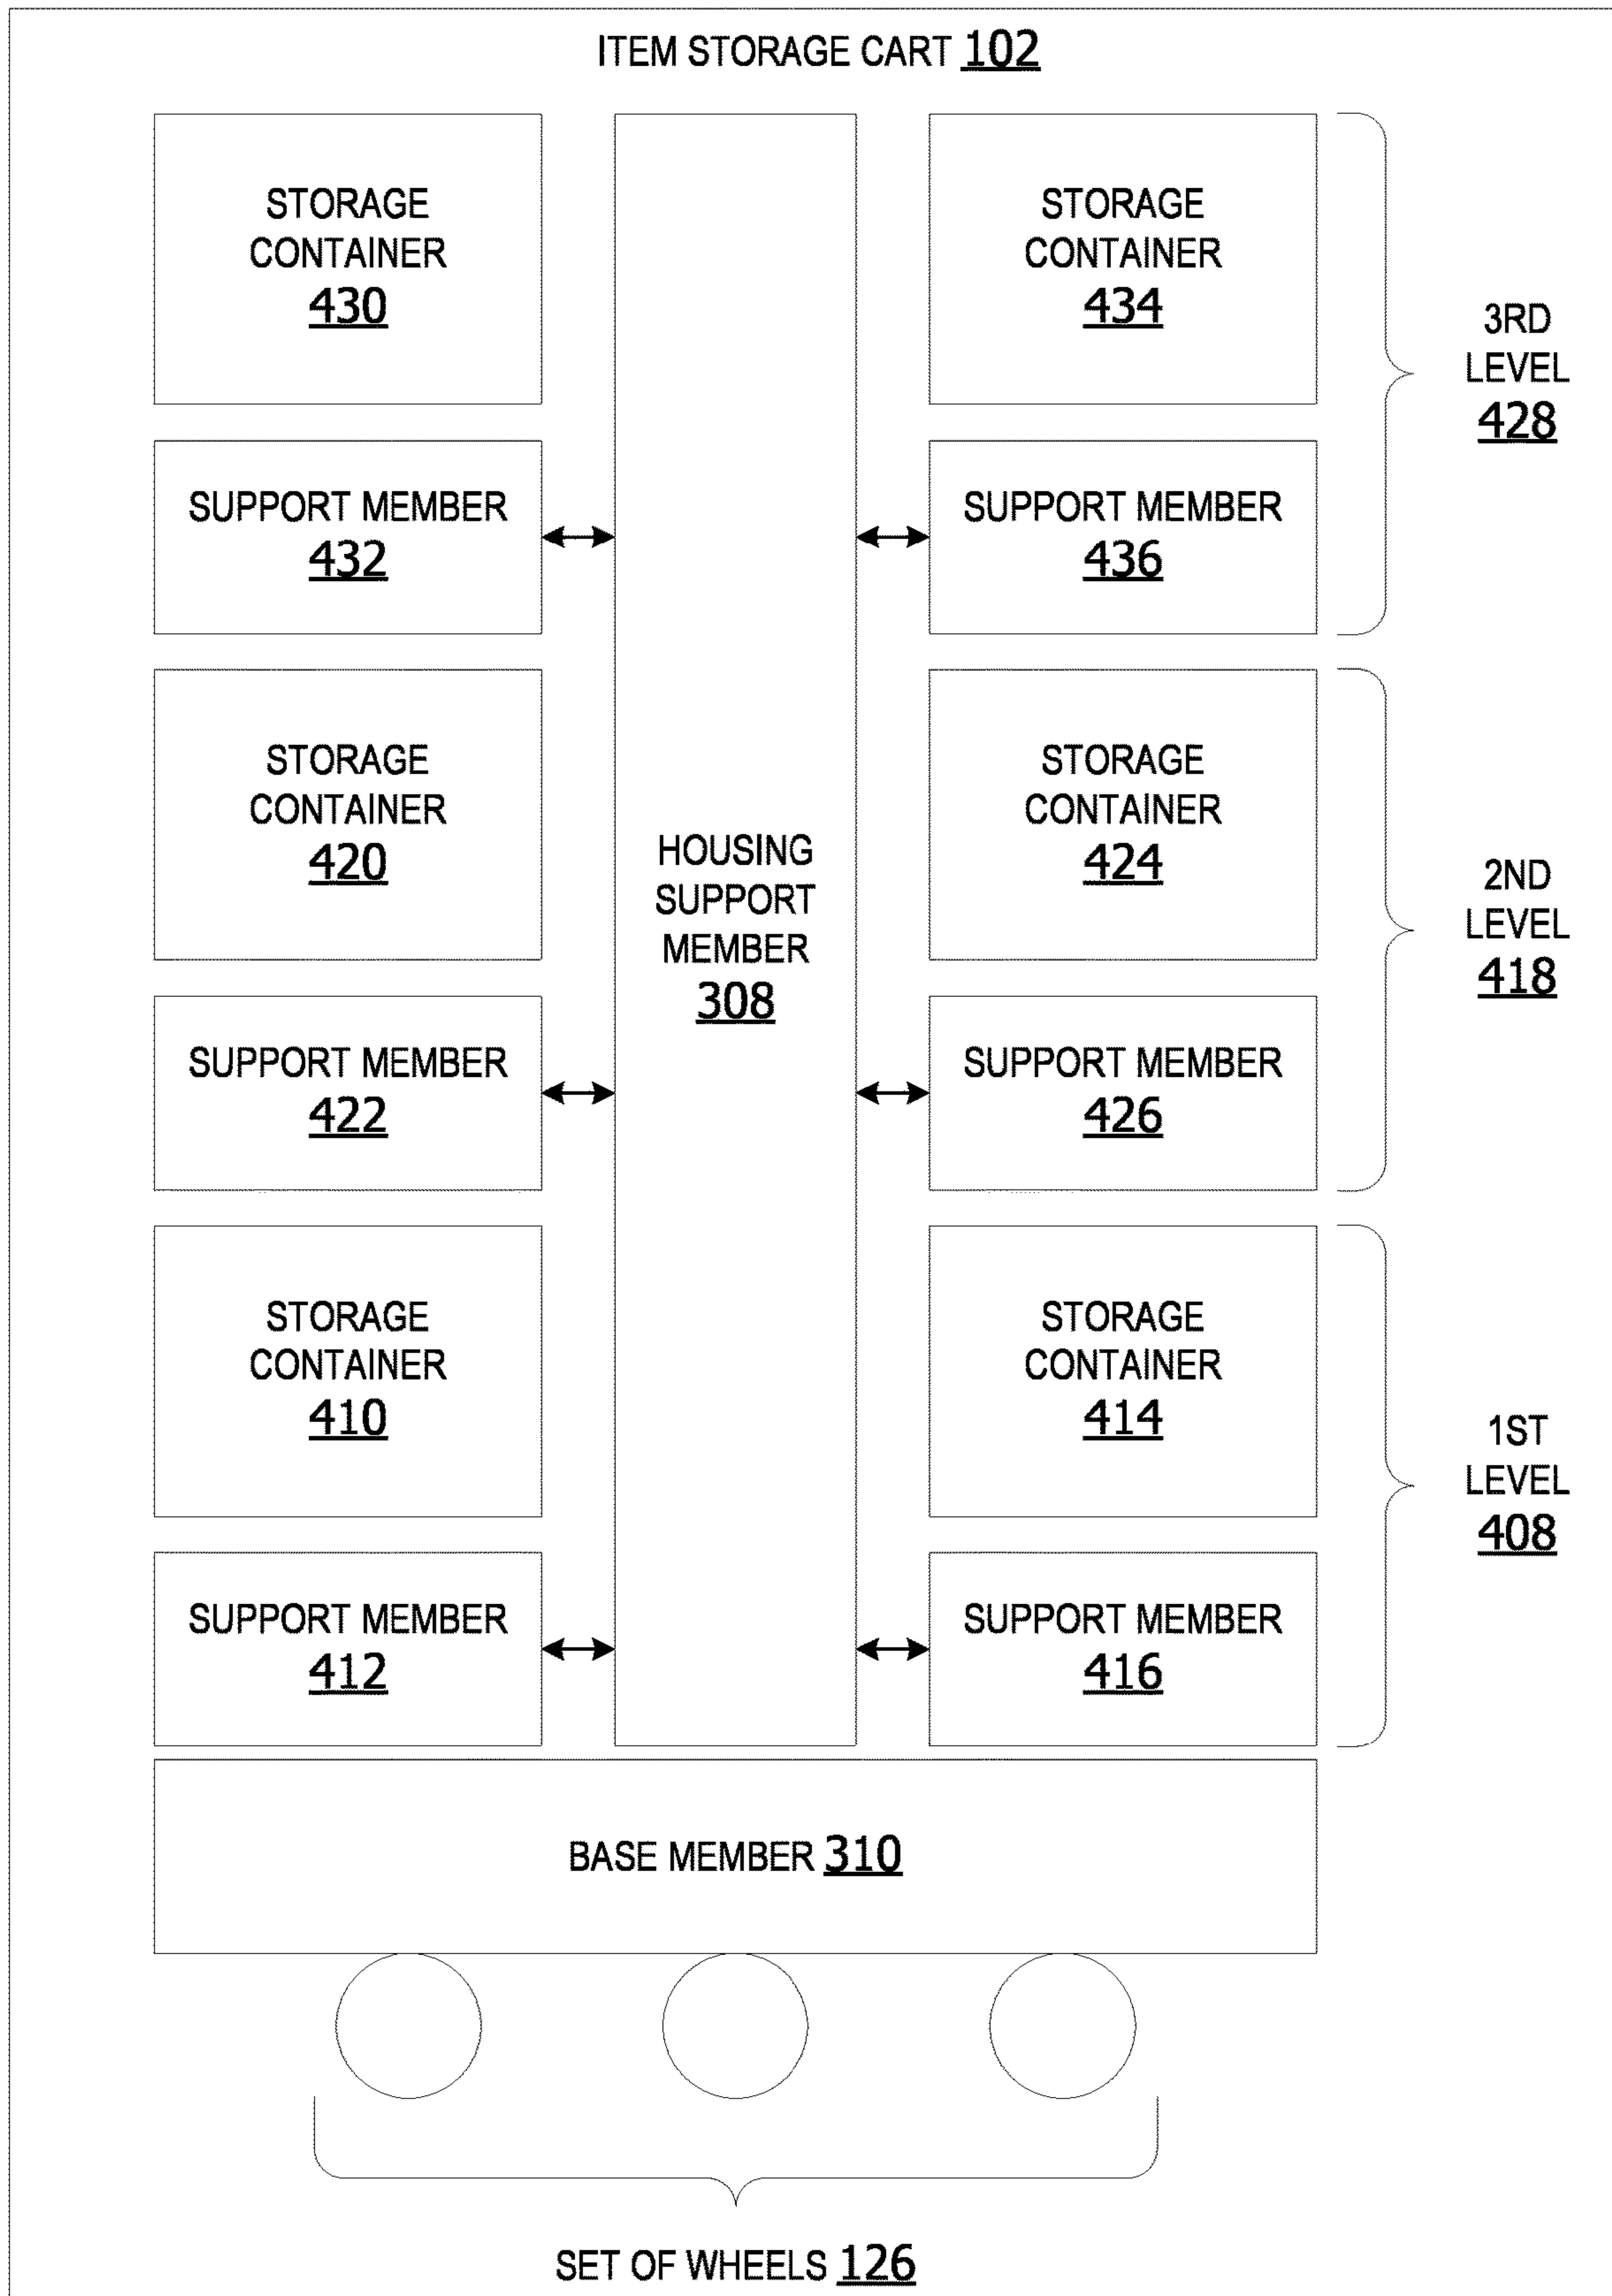 ITEM STORAGE CART 102
STORAGE
CONTAINER
430
STORAGE
CONTAINER
434
3RD
LEVEL
428
SUPPORT MEMBER
432
SUPPORT MEMBER
436
STORAGE
CONTAINER
420
HOUSING
SUPPORT
MEMBER
308
STORAGE
CONTAINER
424
2ND
LEVEL
418
SUPPORT MEMBER
422
SUPPORT MEMBER
426
STORAGE
CONTAINER
410
STORAGE
CONTAINER
414
1ST
LEVEL
408
SUPPORT MEMBER
412
SUPPORT MEMBER
416
BASE MEMBER 310
SET OF WHEELS 126